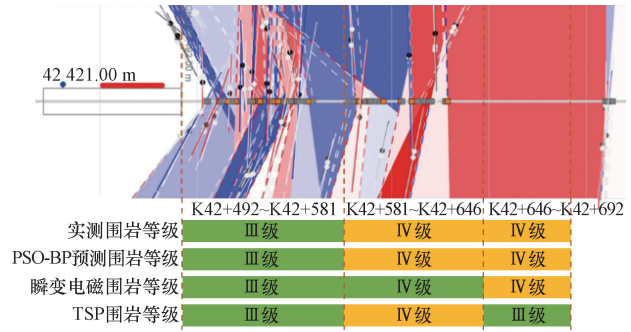 42 421.00 m
K42+492~K42+581 K42+581~K42+646 K42+646~K42+692
实测围岩等级 Ⅲ级 Ⅳ级 Ⅳ级
PSO-BP预测围岩等级 Ⅲ级 Ⅳ级 Ⅳ级
瞬变电磁围岩等级 Ⅲ级 Ⅳ级 Ⅳ级
TSP围岩等级 Ⅲ级 Ⅳ级 Ⅲ级